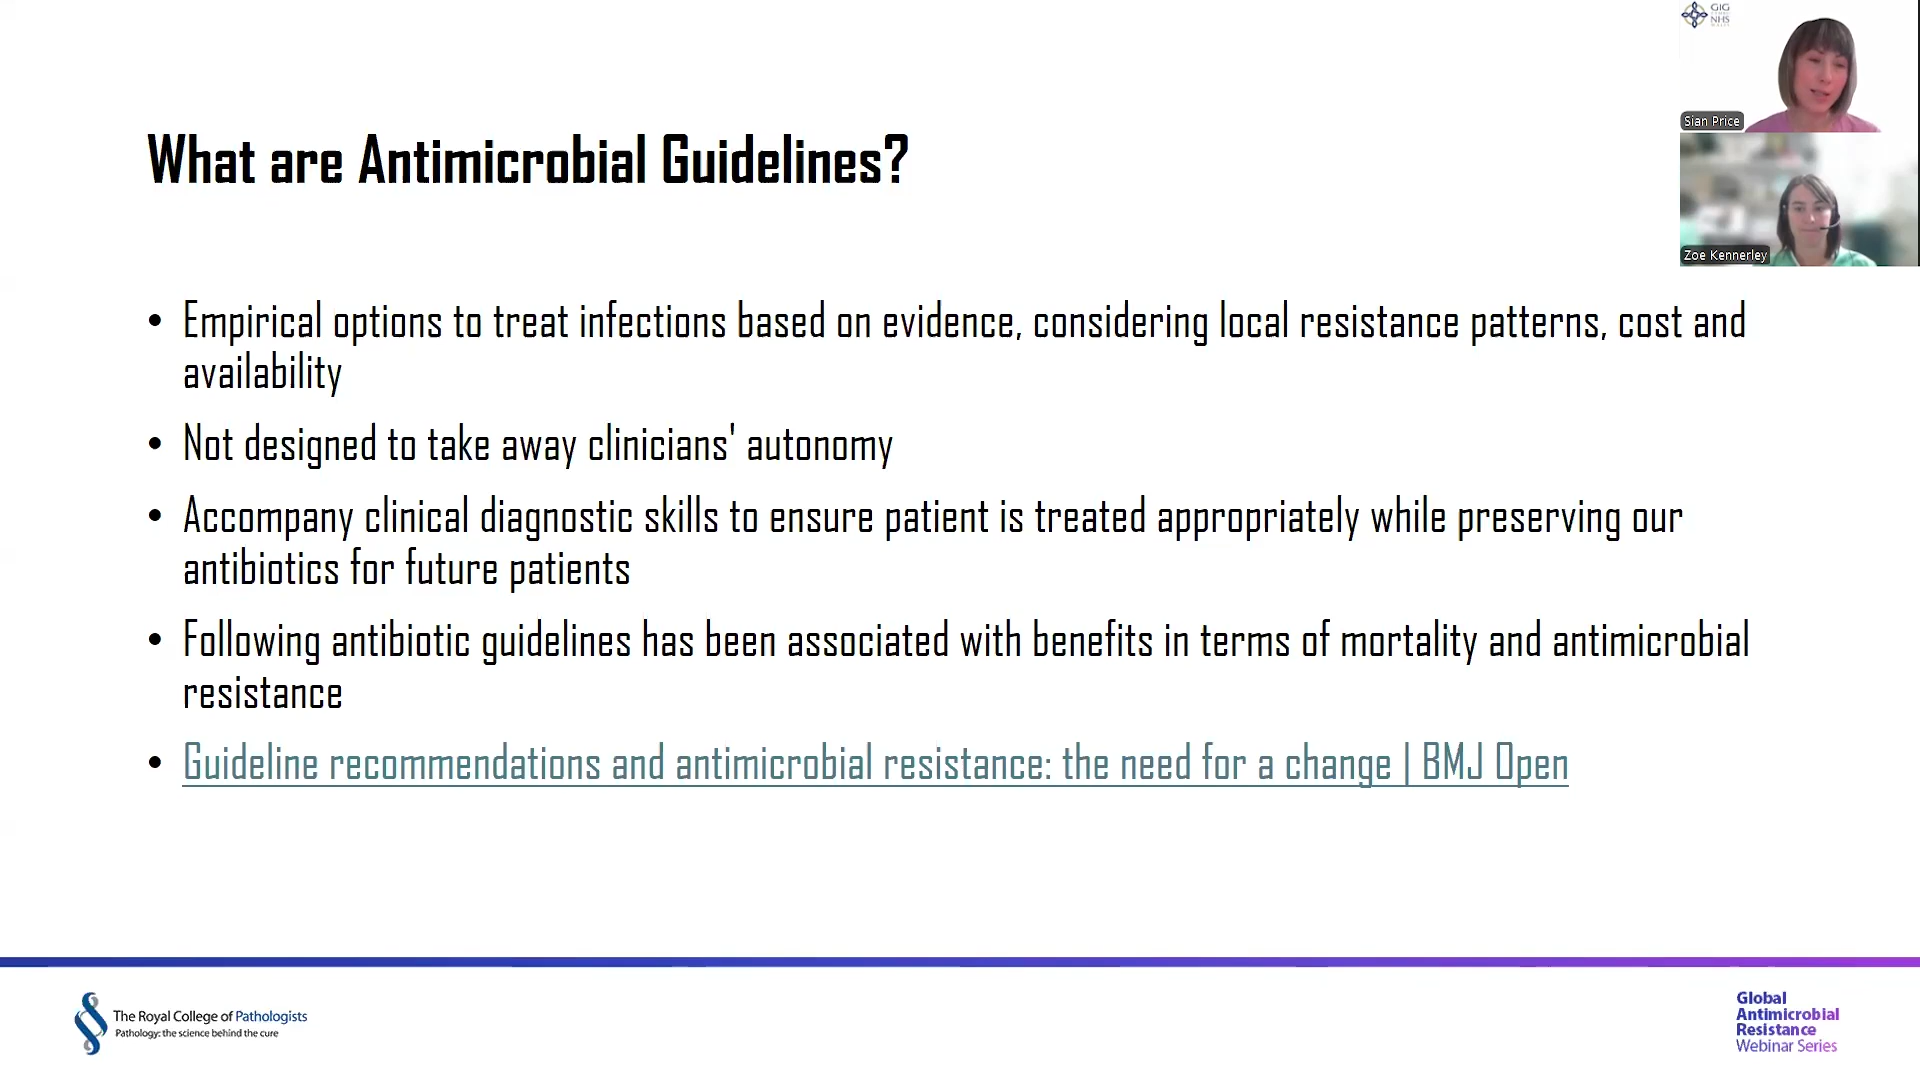 GIG
NHS
Sian Price
Zoe Kennerley
What are Antimicrobial Guidelines?
• Empirical options to treat infections based on evidence, considering local resistance patterns, cost and
availability
• Not designed to take away clinicians' autonomy
• Accompany clinical diagnostic skills to ensure patient is treated appropriately while preserving our
antibiotics for future patients
• Following antibiotic guidelines has been associated with benefits in terms of mortality and antimicrobial
resistance
• Guideline recommendations and antimicrobial resistance: the need for a change | BMJ Open
The Royal College of Pathologists
Pathology: the science behind the cure
Global
Antimicrobial
Resistance
Webinar Series